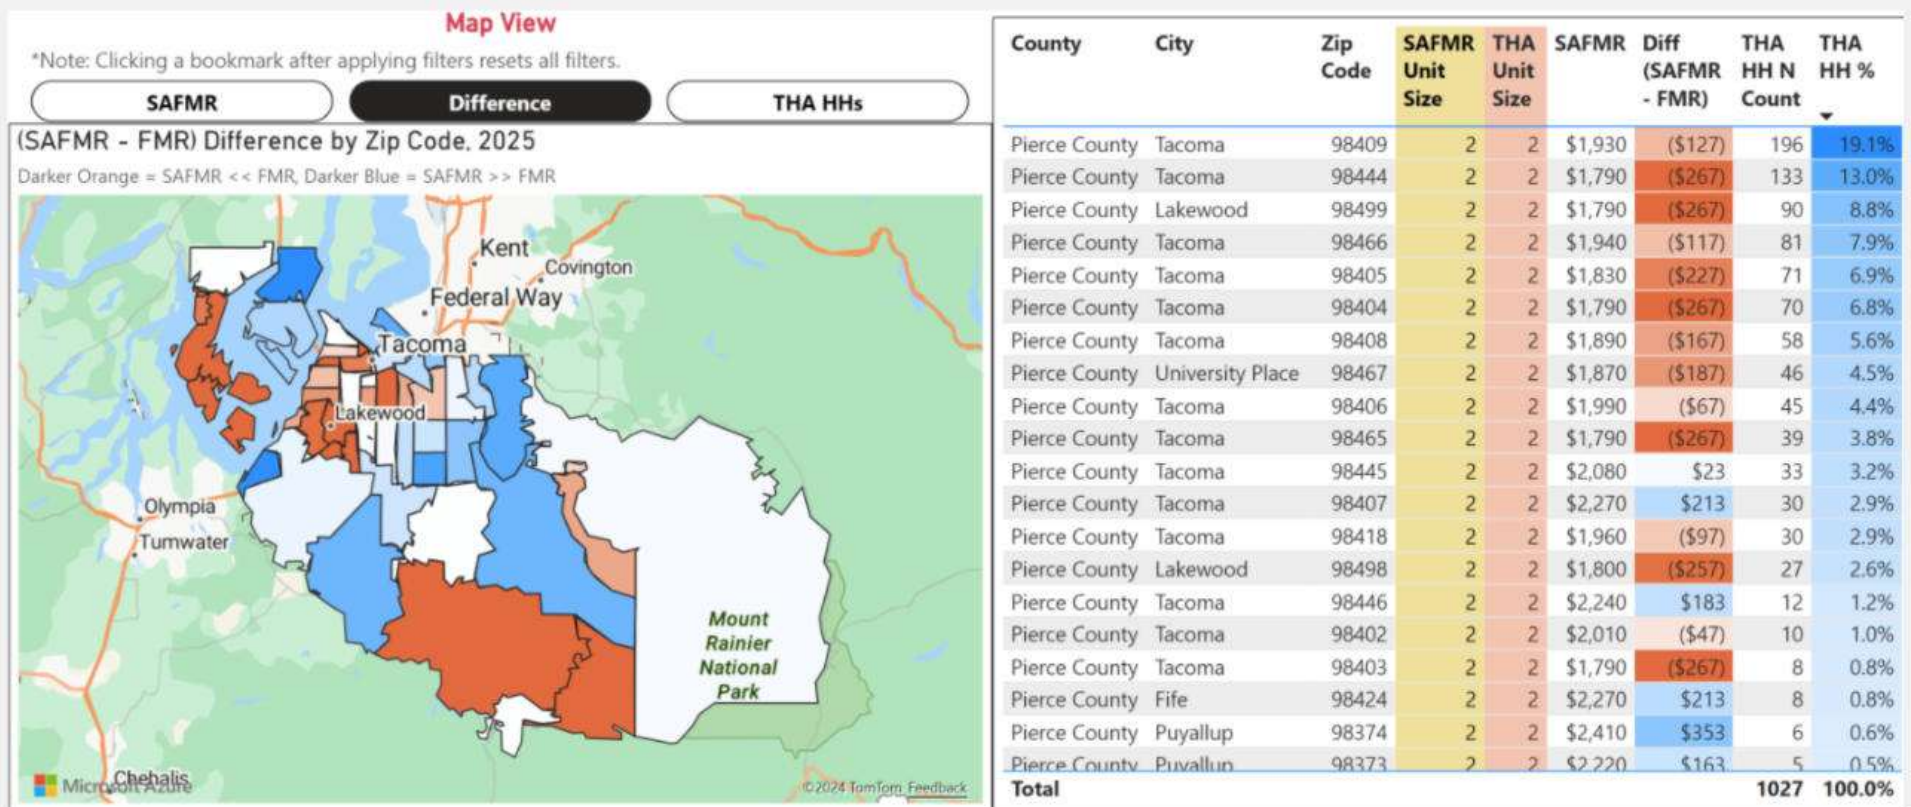 Map View
*Note: Clicking a bookmark after applying filters resets all filters.
SAFMR Difference THA HHs
(SAFMR - FMR) Difference by Zip Code, 2025
Darker Orange = SAFMR << FMR, Darker Blue = SAFMR >> FMR
Kent
Covington
Federal Way
Tacoma
Lakewood
Olympia
Tumwater
Mount
Rainier
National
Park
Chehalis
Microsoft Azure
©2024 TomTom Feedback
County City Zip Code SAFMR Unit Size THA Unit Size SAFMR Diff (SAFMR - FMR) THA HH N Count THA HH %
Pierce County Tacoma 98409 2 2 $1,930 ($127) 196 19.1%
Pierce County Tacoma 98444 2 2 $1,790 ($267) 133 13.0%
Pierce County Lakewood 98499 2 2 $1,790 ($267) 90 8.8%
Pierce County Tacoma 98466 2 2 $1,940 ($117) 81 7.9%
Pierce County Tacoma 98405 2 2 $1,830 ($227) 71 6.9%
Pierce County Tacoma 98404 2 2 $1,790 ($267) 70 6.8%
Pierce County Tacoma 98408 2 2 $1,890 ($167) 58 5.6%
Pierce County University Place 98467 2 2 $1,870 ($187) 46 4.5%
Pierce County Tacoma 98406 2 2 $1,990 ($67) 45 4.4%
Pierce County Tacoma 98465 2 2 $1,790 ($267) 39 3.8%
Pierce County Tacoma 98445 2 2 $2,080 $23 33 3.2%
Pierce County Tacoma 98407 2 2 $2,270 $213 30 2.9%
Pierce County Tacoma 98418 2 2 $1,960 ($97) 30 2.9%
Pierce County Lakewood 98498 2 2 $1,800 ($257) 27 2.6%
Pierce County Tacoma 98446 2 2 $2,240 $183 12 1.2%
Pierce County Tacoma 98402 2 2 $2,010 ($47) 10 1.0%
Pierce County Tacoma 98403 2 2 $1,790 ($267) 8 0.8%
Pierce County Fife 98424 2 2 $2,270 $213 8 0.8%
Pierce County Puyallup 98374 2 2 $2,410 $353 6 0.6%
Pierce County Puyallup 98373 2 2 $2,220 $163 5 0.5%
Total 1027 100.0%